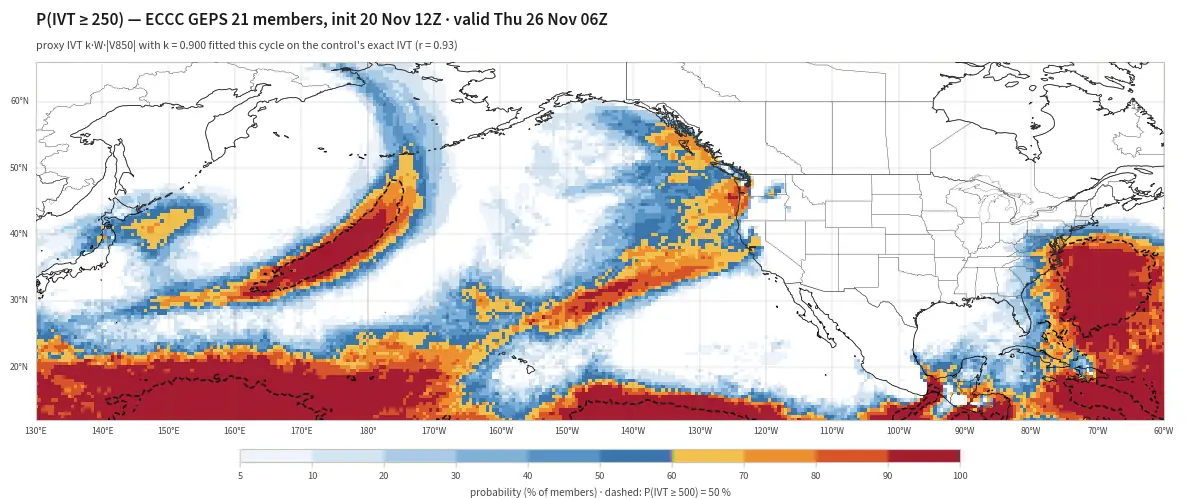 P(IVT ≥ 250) — ECCC GEPS 21 members, init 20 Nov 12Z · valid Thu 26 Nov 06Z
proxy IVT k·W·|V850| with k = 0.900 fitted this cycle on the control's exact IVT (r = 0.93)
60°N
50°N
40°N
30°N
20°N
130°E 140°E 150°E 160°E 170°E 180° 170°W 160°W 150°W 140°W 130°W 120°W 110°W 100°W 90°W 80°W 70°W 60°W
5 10 20 30 40 50 60 70 80 90 100
probability (% of members) · dashed: P(IVT ≥ 500) = 50 %